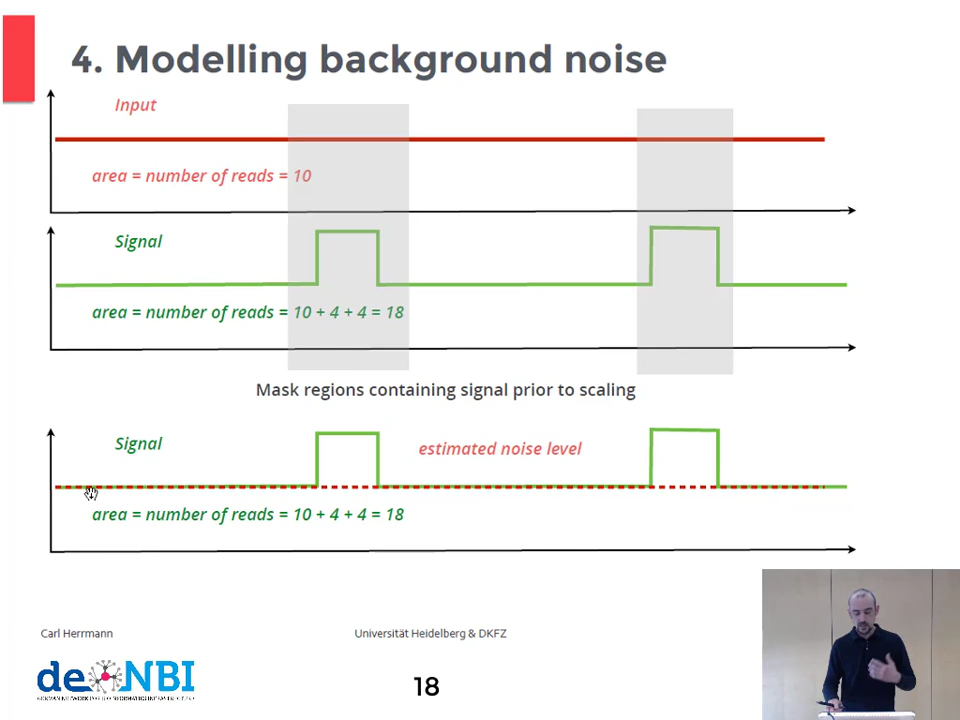 4. Modelling background noise
Input
area = number of reads = 10
Signal
area = number of reads = 10 + 4 + 4 = 18
Mask regions containing signal prior to scaling
Signal
estimated noise level
area = number of reads = 10 + 4 + 4 = 18
Carl Herrmann
Universität Heidelberg & DKFZ
de NBI
18